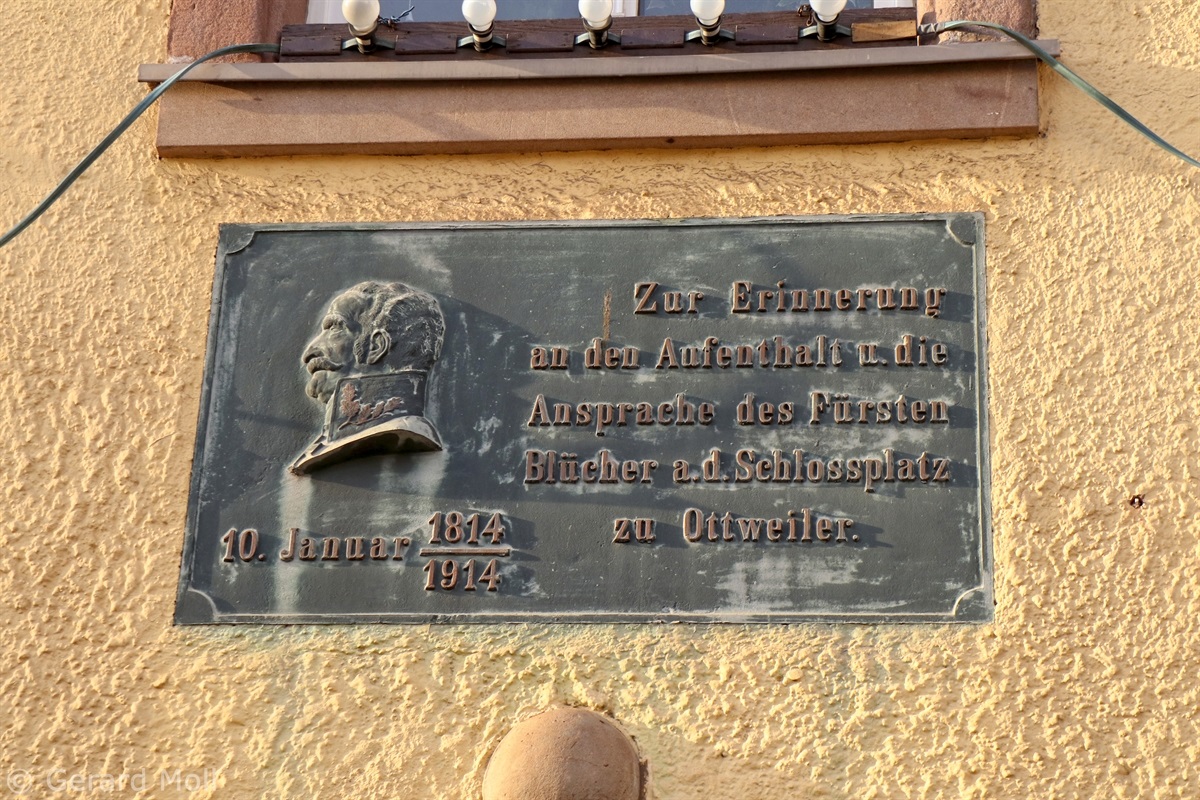 Zur Erinnerung
an den Aufenthalt u. die
Ansprache des Fürsten
Blücher a. d. Schlossplatz
zu Ottweiler.
10. Januar 1814
1914
© Gerard Moll